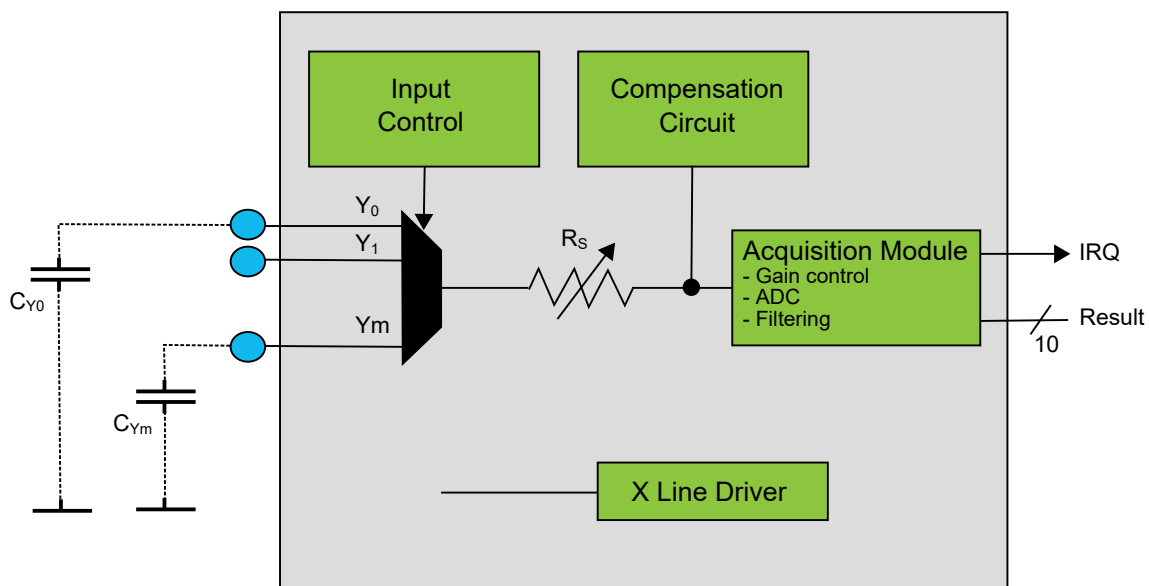 Input
Control
Compensation
Circuit
Y0
Y1
Ym
RS
Acquisition Module
- Gain control
- ADC
- Filtering
IRQ
Result
10
CY0
CYm
X Line Driver